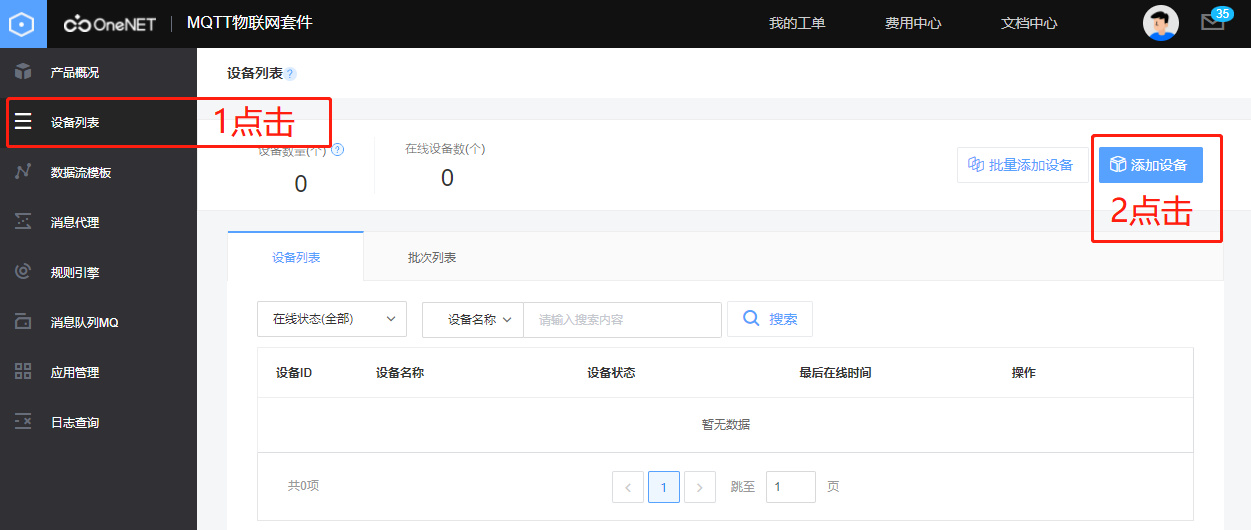 OneNET
MQTT物联网套件
我的工单
费用中心
文档中心
35
产品概况
设备列表
数据流模板
消息代理
规则引擎
消息队列MQ
应用管理
日志查询
1点击
设备列表?
设备数量(个)?
0
在线设备数(个)
0
批量添加设备
添加设备
2点击
设备列表
批次列表
在线状态(全部)
设备名称
请输入搜索内容
搜索
设备ID
设备名称
设备状态
最后在线时间
操作
暂无数据
共0项
< 1 > 跳至 1 页